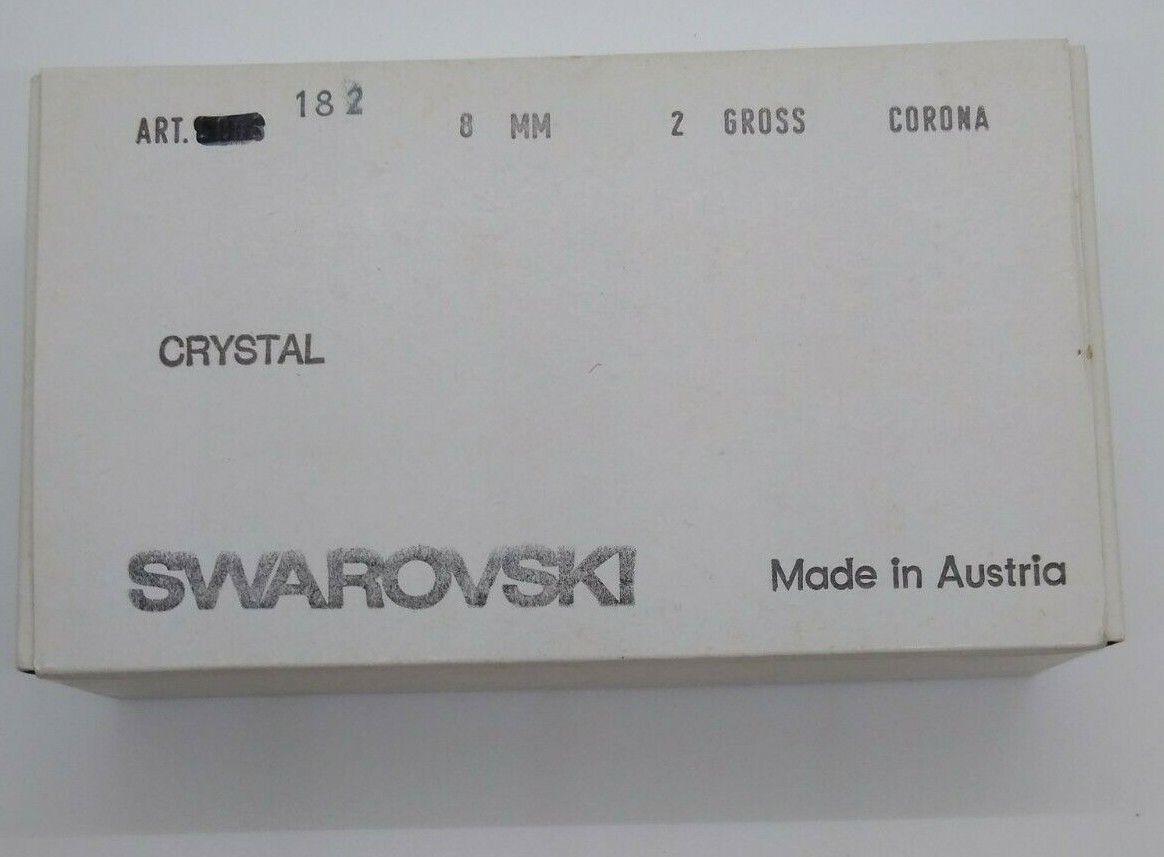 ART. 182 8 MM 2 GROSS CORONA
CRYSTAL
SWAROVSKI Made in Austria